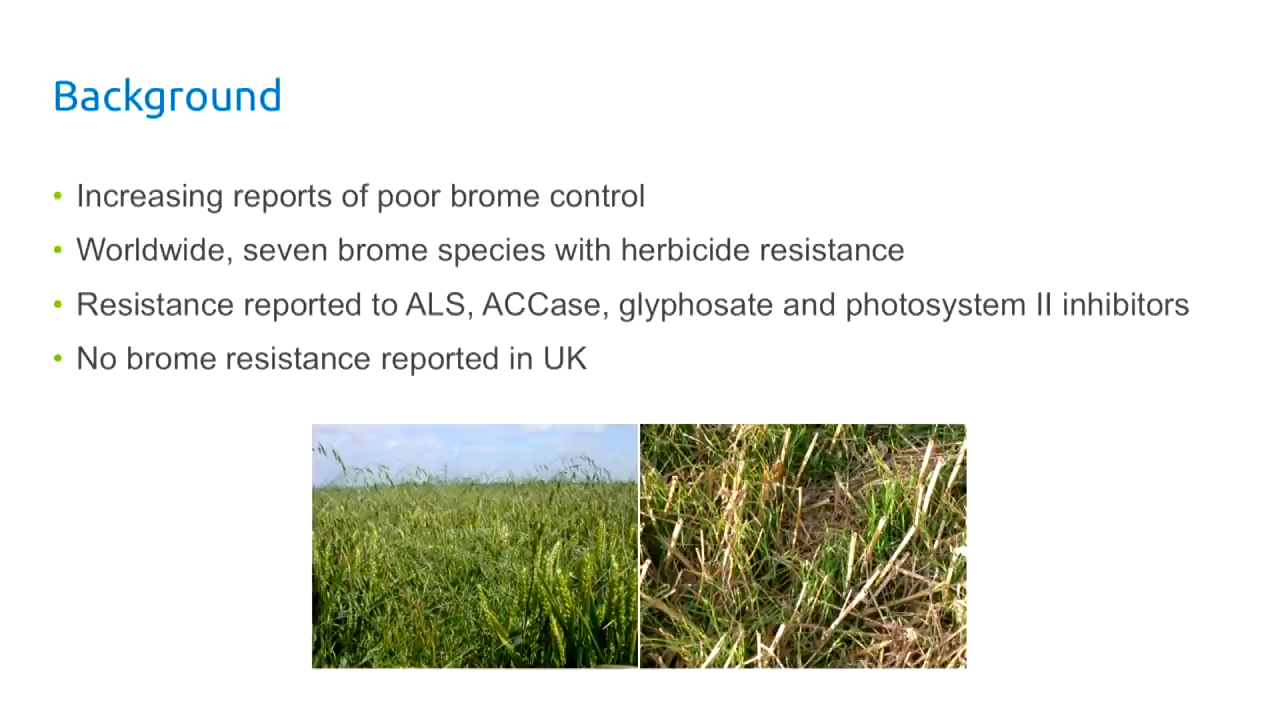 Background
• Increasing reports of poor brome control
• Worldwide, seven brome species with herbicide resistance
• Resistance reported to ALS, ACCase, glyphosate and photosystem II inhibitors
• No brome resistance reported in UK